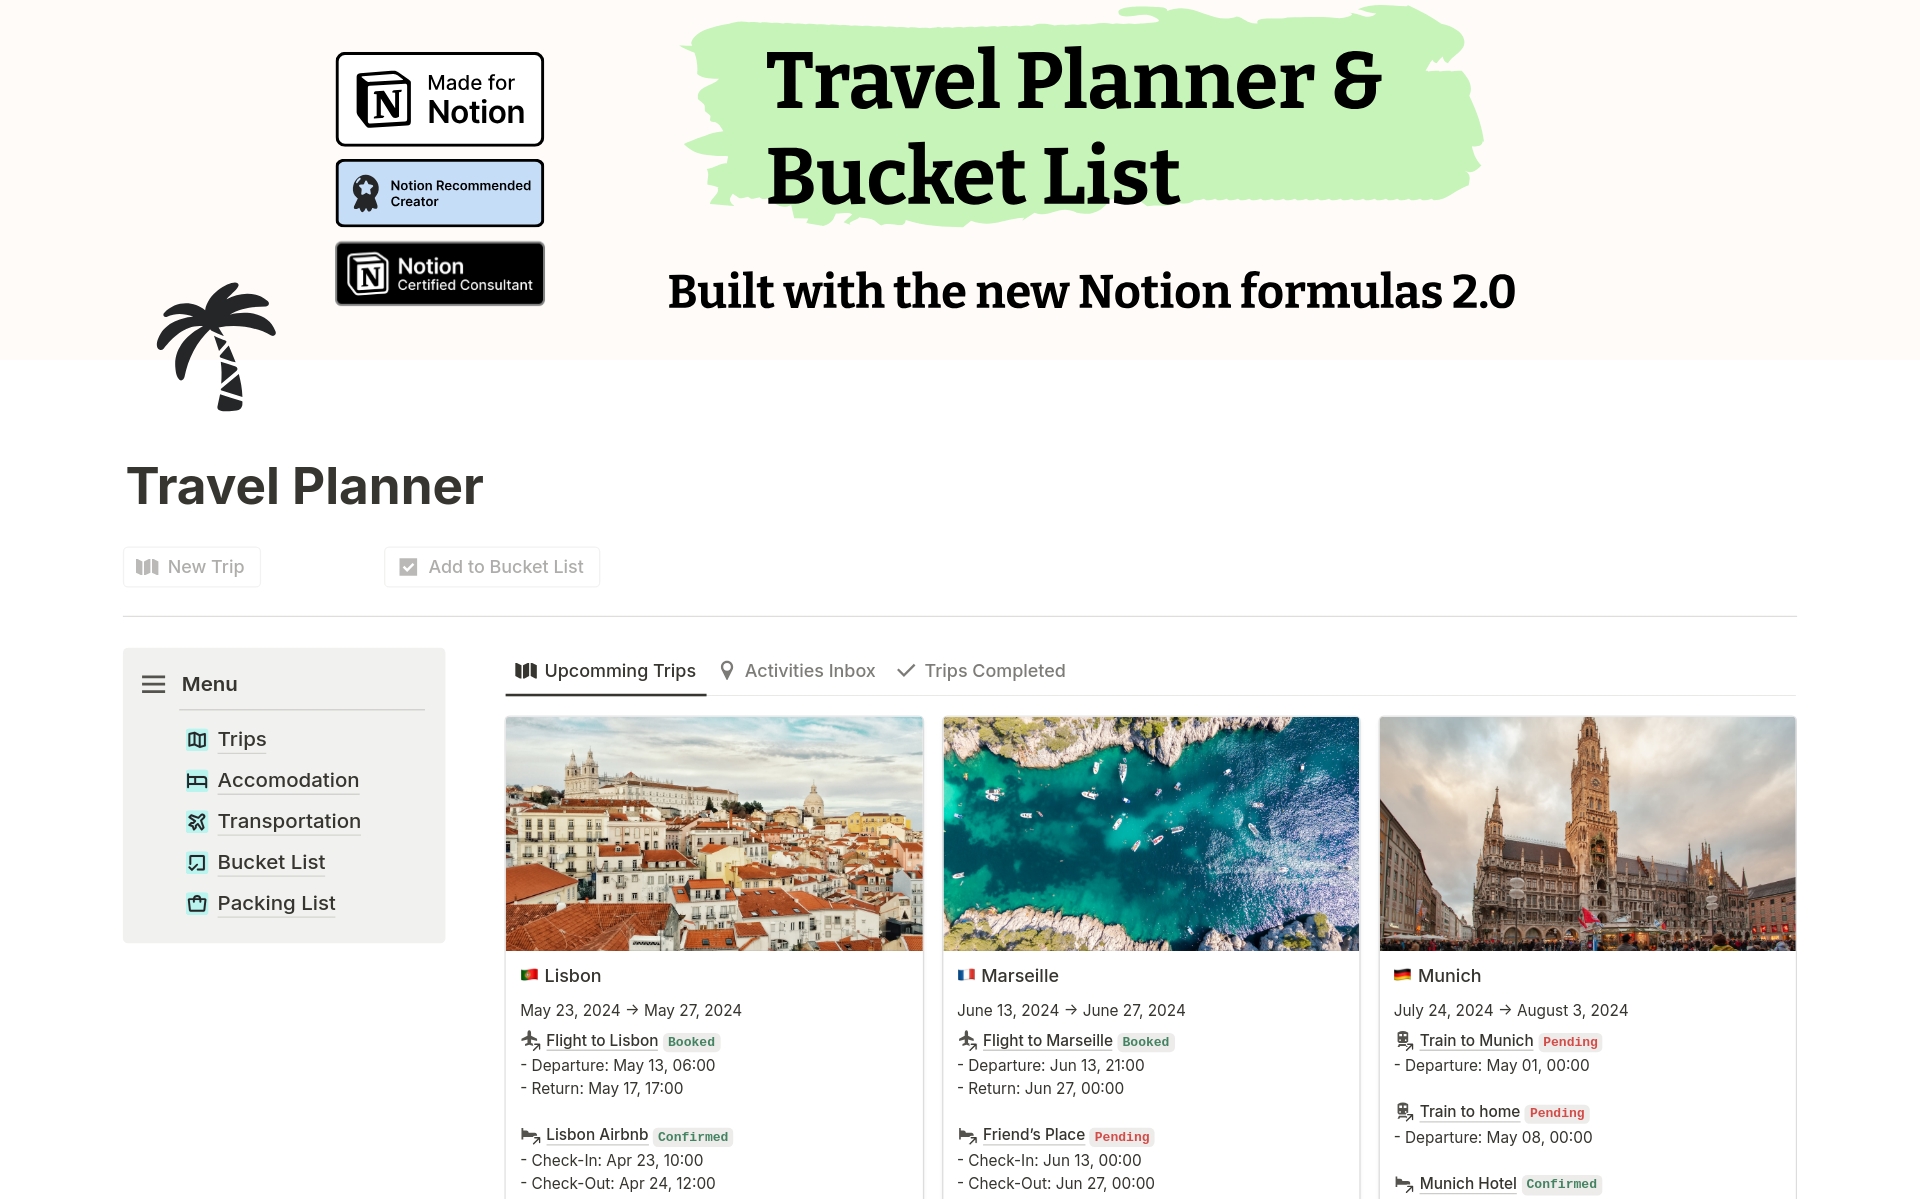 Made for
Notion
Notion Recommended
Creator
Notion
Certified Consultant
Travel Planner &
Bucket List
Built with the new Notion formulas 2.0
Travel Planner
New Trip
Add to Bucket List
Menu
Trips
Accomodation
Transportation
Bucket List
Packing List
Upcomming Trips
Activities Inbox
Trips Completed
Lisbon
May 23, 2024 → May 27, 2024
Flight to Lisbon Booked
- Departure: May 13, 06:00
- Return: May 17, 17:00
Lisbon Airbnb Confirmed
- Check-In: Apr 23, 10:00
- Check-Out: Apr 24, 12:00
Marseille
June 13, 2024 → June 27, 2024
Flight to Marseille Booked
- Departure: Jun 13, 21:00
- Return: Jun 27, 00:00
Friend’s Place Pending
- Check-In: Jun 13, 00:00
- Check-Out: Jun 27, 00:00
Munich
July 24, 2024 → August 3, 2024
Train to Munich Pending
- Departure: May 01, 00:00
Train to home Pending
- Departure: May 08, 00:00
Munich Hotel Confirmed